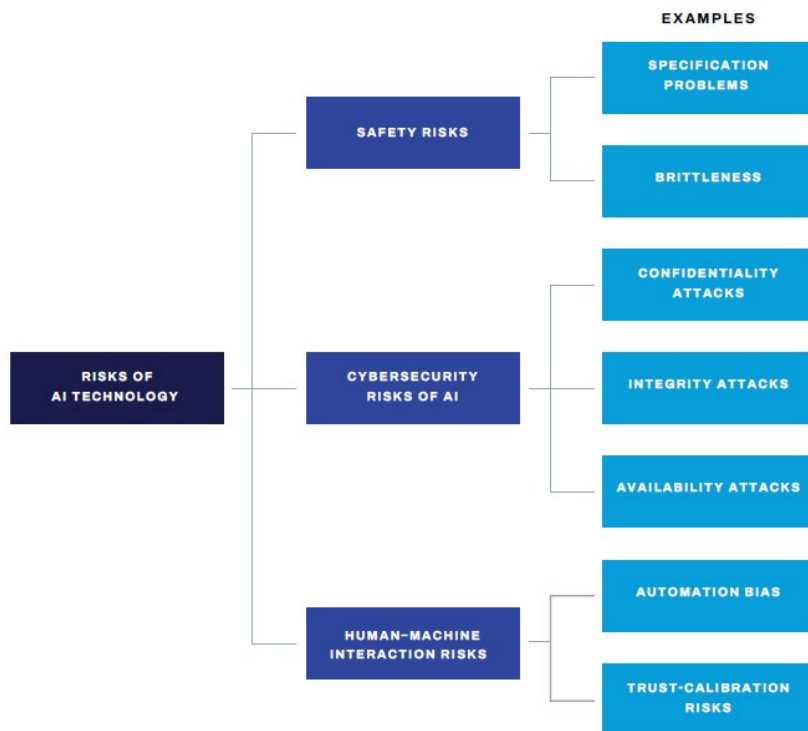 EXAMPLES
SPECIFICATION
PROBLEMS
SAFETY RISKS
BRITTLENESS
CONFIDENTIALITY
ATTACKS
RISKS OF
AI TECHNOLOGY
CYBERSECURITY
RISKS OF AI
INTEGRITY ATTACKS
AVAILABILITY ATTACKS
AUTOMATION BIAS
HUMAN–MACHINE
INTERACTION RISKS
TRUST-CALIBRATION
RISKS